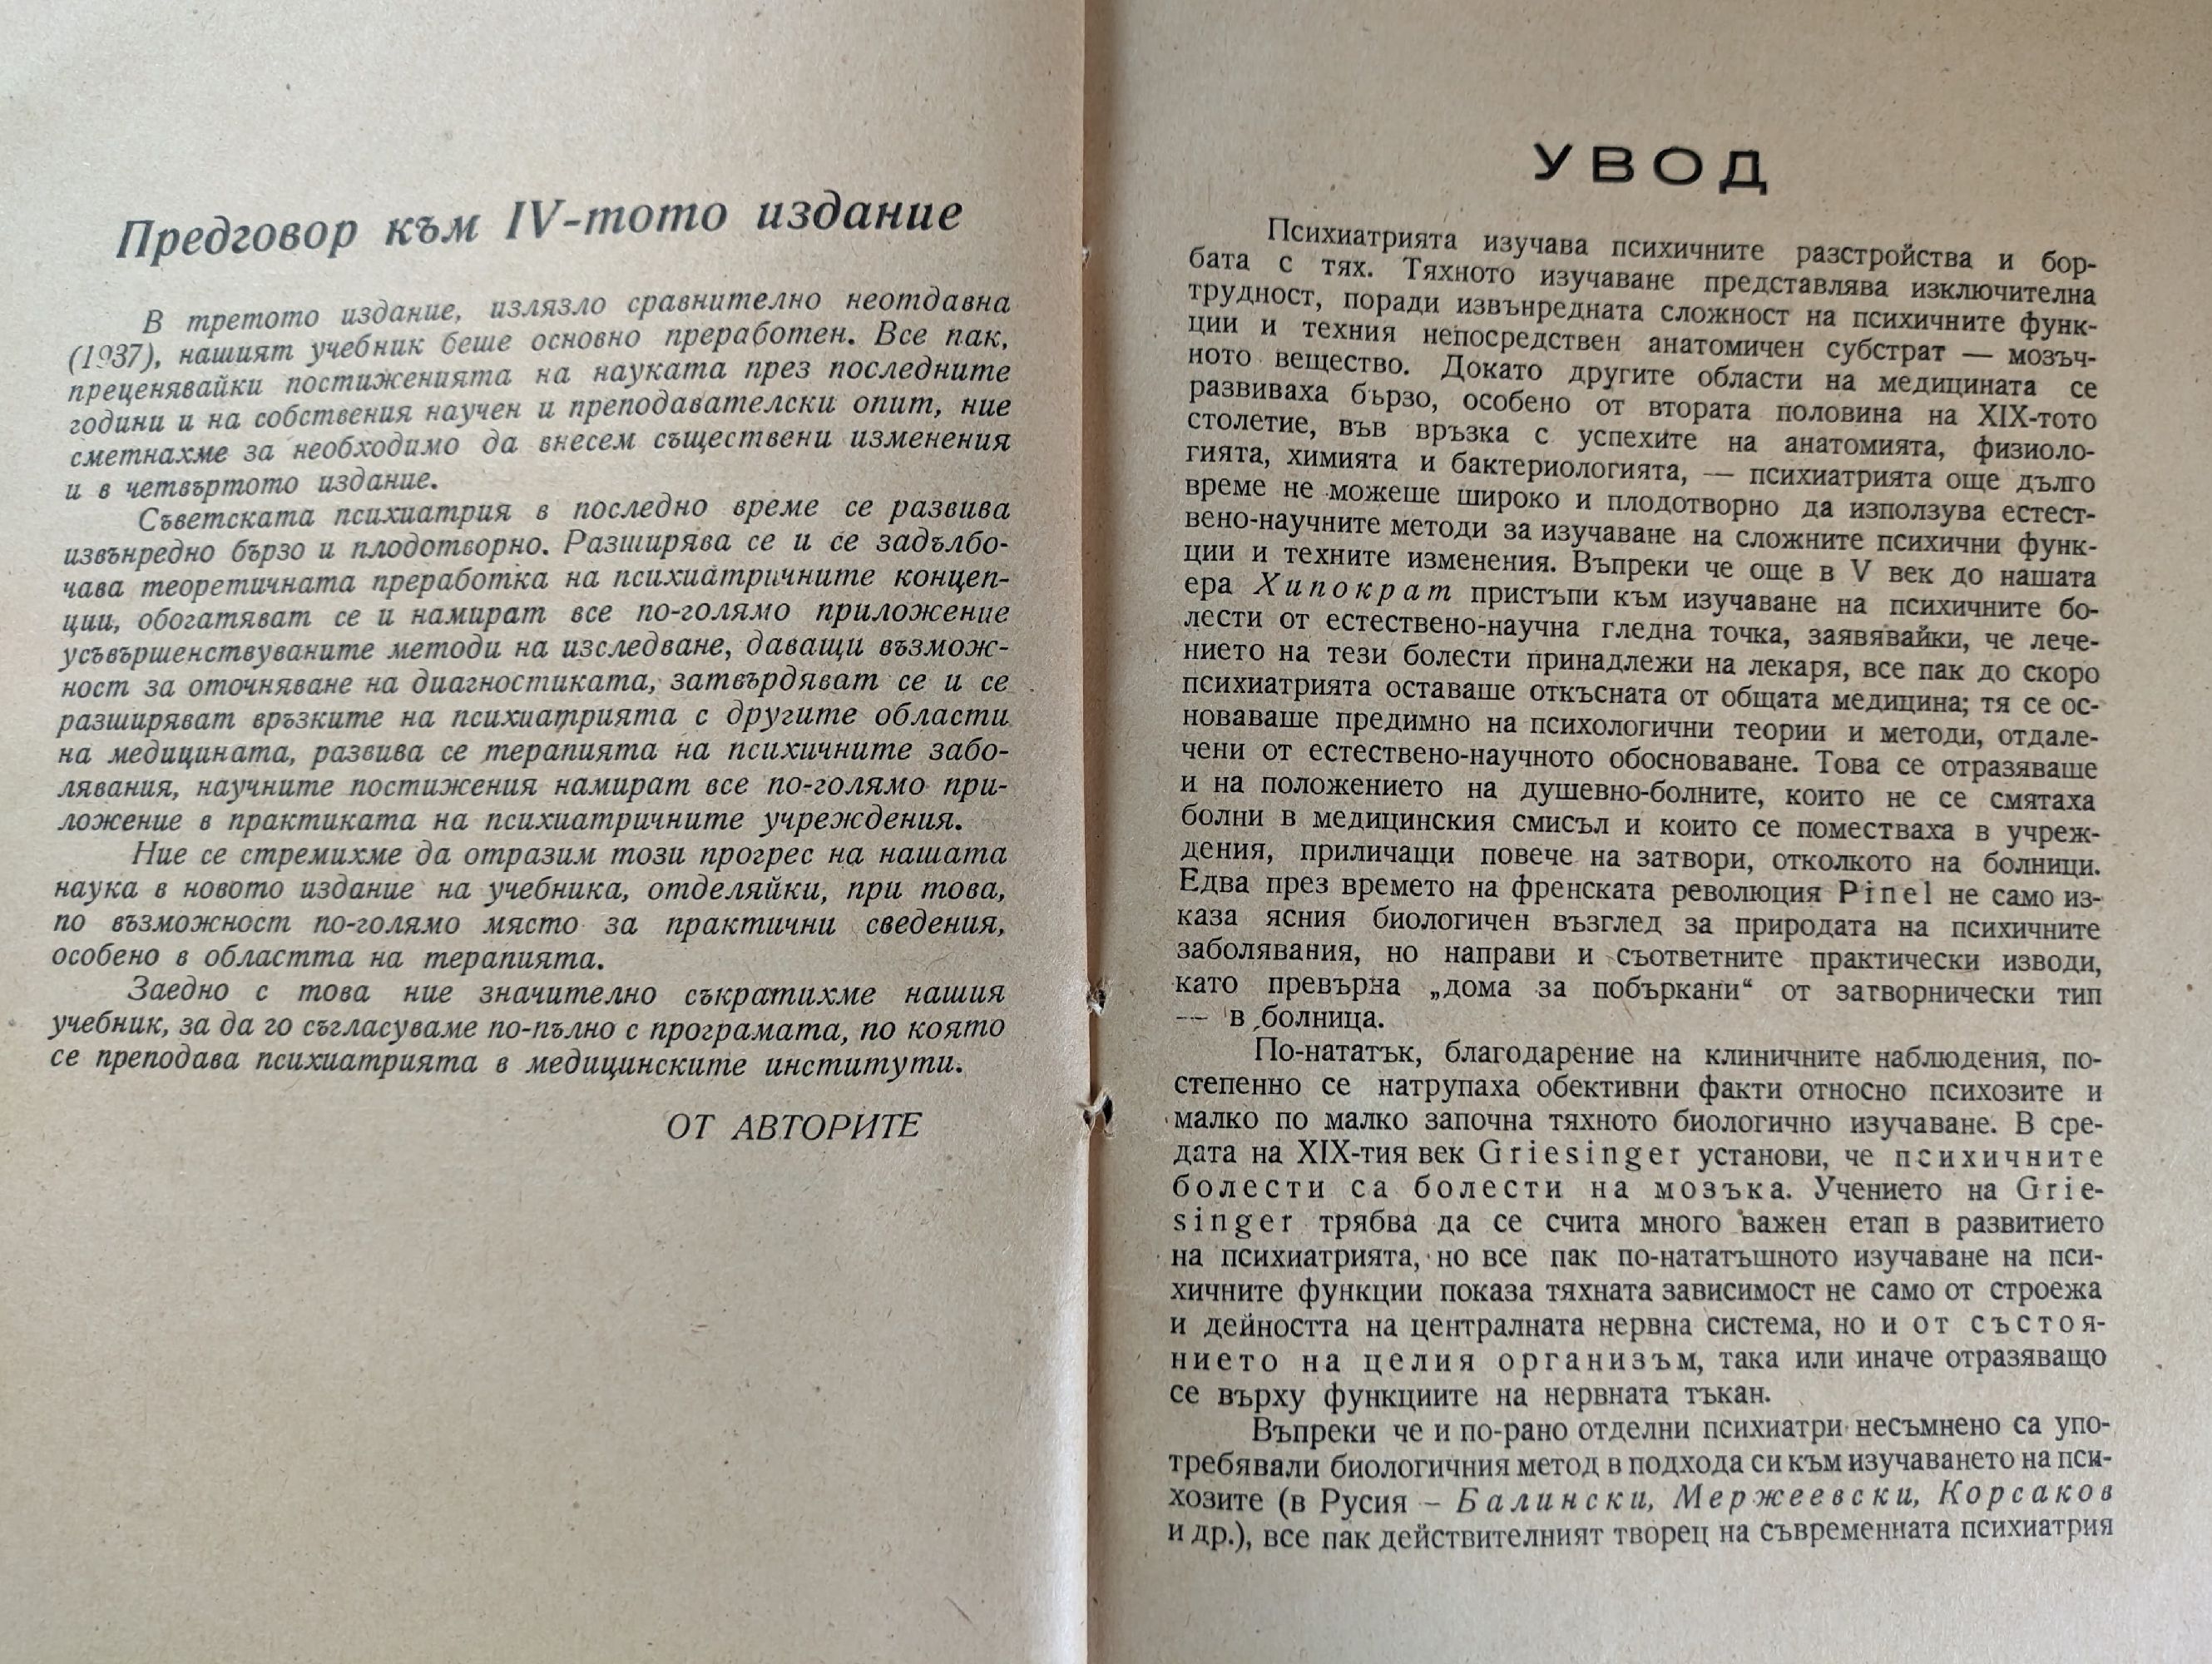 Предговор към IV-тото издание
В третото издание, излязло сравнително неотдавна
(1937), нашият учебник беше основно преработен. Все пак,
преценявайки постиженията на науката през последните
години и на собствения научен и преподавателски опит, ние
сметнахме за необходимо да внесем съществени изменения
и в четвъртото издание.
Съветската психиатрия в последно време се развива
извънредно бързо и плодотворно. Разширява се и се задълбо-
чава теоретичната преработка на психиатричните концеп-
ции, обогатяват се и намират все по-голямо приложение
усъвършенствуваните методи на изследване, даващи възмож-
ност за оточняване на диагностиката, затвърдяват се и се
разширяват връзките на психиатрията с другите области
на медицината, развива се терапията на психичните забо-
лявания, научните постижения намират все по-голямо при-
ложение в практиката на психиатричните учреждения.
Ние се стремихме да отразим този прогрес на нашата
наука в новото издание на учебника, отделяйки, при това,
по възможност по-голямо място за практични сведения,
особено в областта на терапията.
Заедно с това ние значително съкратихме нашия
учебник, за да го съгласуваме по-пълно с програмата, по която
се преподава психиатрията в медицинските институти.
ОТ АВТОРИТЕ
УВОД
Психиатрията изучава психичните разстройства и бор-
бата с тях. Тяхното изучаване представлява изключителна
трудност, поради извънредната сложност на психичните функ-
ции и техния непосредствен анатомичен субстрат — мозъч-
ното вещество. Докато другите области на медицината се
развиваха бързо, особено от втората половина на XIX-тото
столетие, във връзка с успехите на анатомията, физиоло-
гията, химията и бактериологията, — психиатрията още дълго
време не можеше широко и плодотворно да използува естест-
вено-научните методи за изучаване на сложните психични функ-
ции и техните изменения. Въпреки че още в V век до нашата
ера Хипократ пристъпи към изучаване на психичните бо-
лести от естествено-научна гледна точка, заявявайки, че лече-
нието на тези болести принадлежи на лекаря, все пак до скоро
психиатрията оставаше откъсната от общата медицина; тя се ос-
новаваше предимно на психологични теории и методи, отдале-
чени от естествено-научното обосноваване. Това се отразяваше
и на положението на душевно-болните, които не се смятаха
болни в медицинския смисъл и които се поместваха в учреж-
дения, приличащи повече на затвори, отколкото на болници.
Едва през времето на френската революция Pinel не само из-
каза ясния биологичен възглед за природата на психичните
заболявания, но направи и съответните практически изводи,
като превърна „дома за побъркани“ от затворнически тип
— в болница.
По-нататък, благодарение на клиничните наблюдения, по-
степенно се натрупаха обективни факти относно психозите и
малко по малко започна тяхното биологично изучаване. В сре-
дата на XIX-тия век Griesinger установи, че психичните
болести са болести на мозъка. Учението на Grie-
singer трябва да се счита много важен етап в развитието
на психиатрията, но все пак по-нататъшното изучаване на пси-
хичните функции показа тяхната зависимост не само от строежа
и дейността на централната нервна система, но и от състоя-
нието на целия организъм, така или иначе отразяващо
се върху функциите на нервната тъкан.
Въпреки че и по-рано отделни психиатри несъмнено са упо-
требявали биологичния метод в подхода си към изучаването на пси-
хозите (в Русия – Балински, Мержеевски, Корсаков
и др.), все пак действителният творец на съвременната психиатрия